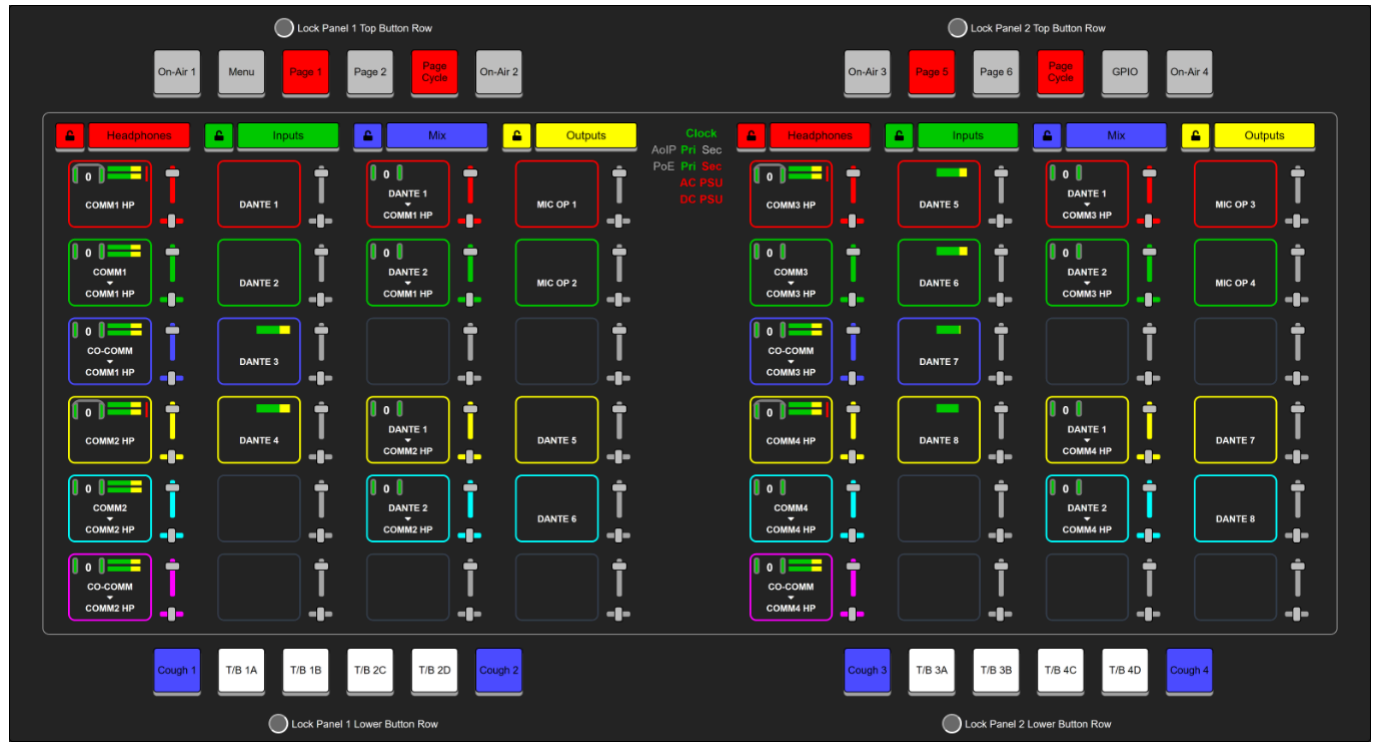 Lock Panel 1 Top Button Row
Lock Panel 2 Top Button Row
On-Air 1
Menu
Page 1
Page 2
Page
Cycle
On-Air 2
On-Air 3
Page 5
Page 6
Page
Cycle
GPIO
On-Air 4
Headphones
Inputs
Mix
Outputs
Clock
AoIP Pri Sec
PoE Pri Sec
AC PSU
DC PSU
Headphones
Inputs
Mix
Outputs
0
COMM1 HP
DANTE 1
0
DANTE 1
COMM1 HP
MIC OP 1
0
COMM3 HP
DANTE 5
0
DANTE 1
COMM3 HP
MIC OP 3
0
COMM1
COMM1 HP
DANTE 2
0
DANTE 2
COMM1 HP
MIC OP 2
0
COMM3
COMM3 HP
DANTE 6
0
DANTE 2
COMM3 HP
MIC OP 4
0
CO-COMM
COMM1 HP
DANTE 3
0
CO-COMM
COMM3 HP
DANTE 7
0
COMM2 HP
DANTE 4
0
DANTE 1
COMM2 HP
DANTE 5
0
COMM4 HP
DANTE 8
0
DANTE 1
COMM4 HP
DANTE 7
0
COMM2
COMM2 HP
0
DANTE 2
COMM2 HP
DANTE 6
0
COMM4
COMM4 HP
0
DANTE 2
COMM4 HP
DANTE 8
0
CO-COMM
COMM2 HP
0
CO-COMM
COMM4 HP
Cough 1
T/B 1A
T/B 1B
T/B 2C
T/B 2D
Cough 2
Cough 3
T/B 3A
T/B 3B
T/B 4C
T/B 4D
Cough 4
Lock Panel 1 Lower Button Row
Lock Panel 2 Lower Button Row